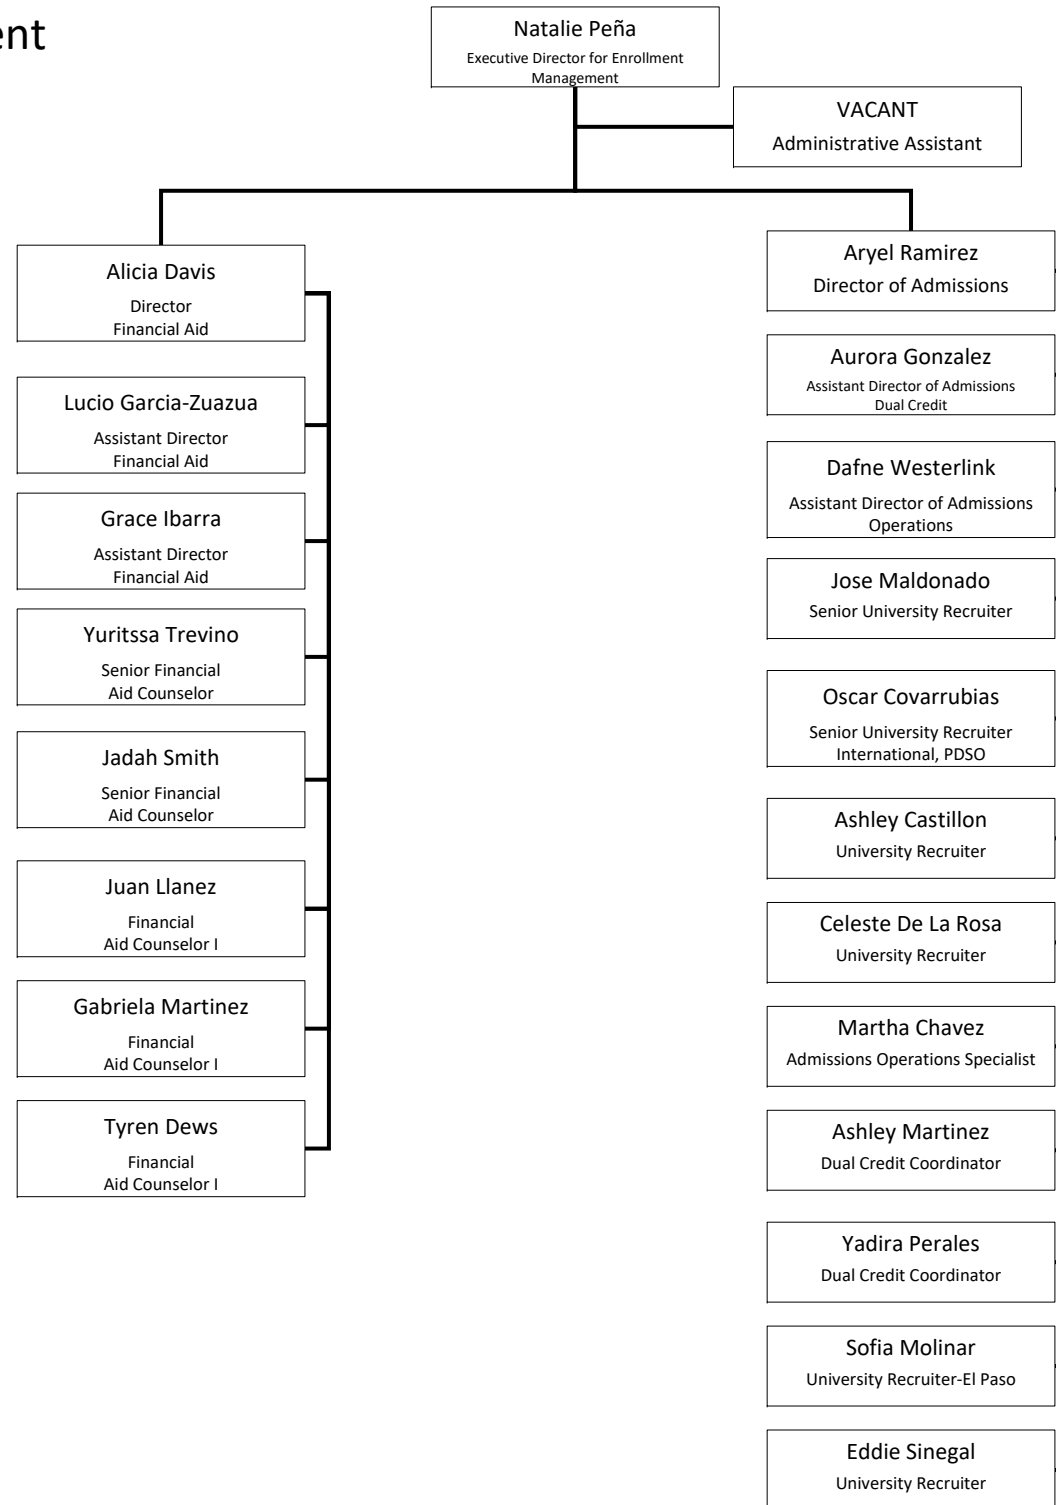 ent
Natalie Peña
Executive Director for Enrollment
Management
VACANT
Administrative Assistant
Alicia Davis
Director
Financial Aid
Lucio Garcia-Zuazua
Assistant Director
Financial Aid
Grace Ibarra
Assistant Director
Financial Aid
Yuritssa Trevino
Senior Financial
Aid Counselor
Jadah Smith
Senior Financial
Aid Counselor
Juan Llanez
Financial
Aid Counselor I
Gabriela Martinez
Financial
Aid Counselor I
Tyren Dews
Financial
Aid Counselor I
Aryel Ramirez
Director of Admissions
Aurora Gonzalez
Assistant Director of Admissions
Dual Credit
Dafne Westerlink
Assistant Director of Admissions
Operations
Jose Maldonado
Senior University Recruiter
Oscar Covarrubias
Senior University Recruiter
International, PDSO
Ashley Castillon
University Recruiter
Celeste De La Rosa
University Recruiter
Martha Chavez
Admissions Operations Specialist
Ashley Martinez
Dual Credit Coordinator
Yadira Perales
Dual Credit Coordinator
Sofia Molinar
University Recruiter-El Paso
Eddie Sinegal
University Recruiter